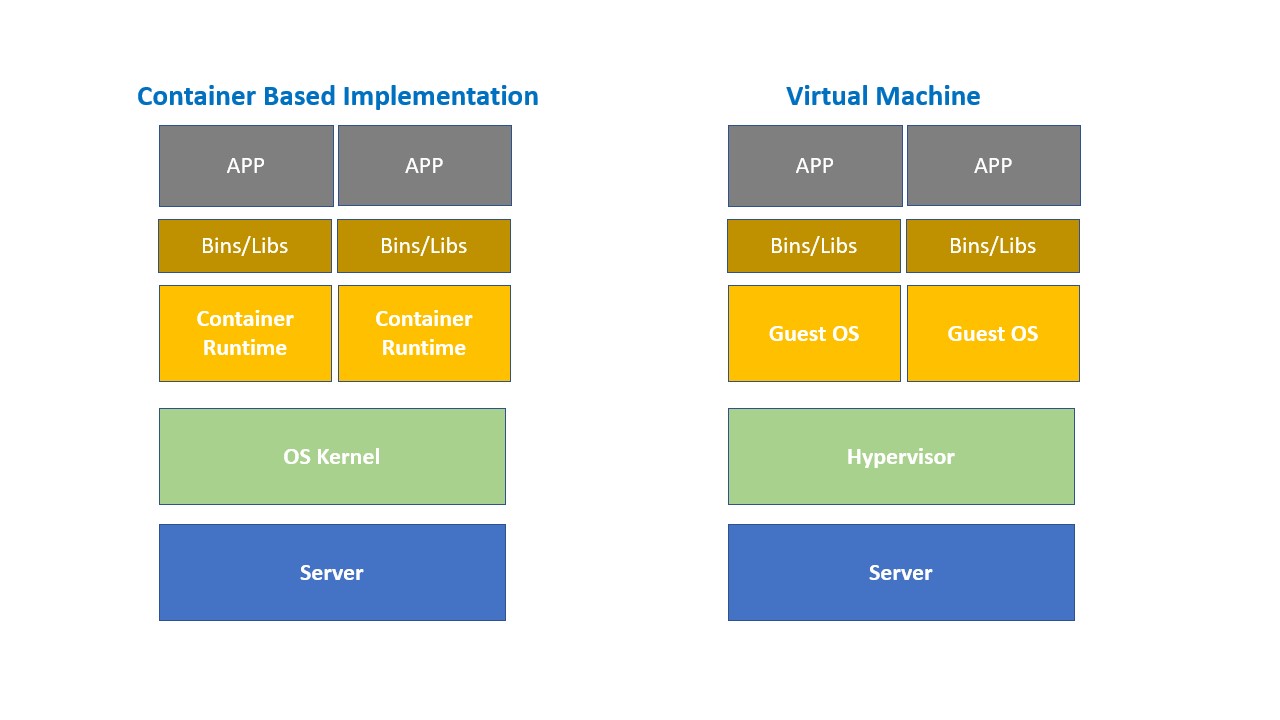 Container Based Implementation
APP
APP
Bins/Libs
Bins/Libs
Container
Runtime
Container
Runtime
OS Kernel
Server
Virtual Machine
APP
APP
Bins/Libs
Bins/Libs
Guest OS
Guest OS
Hypervisor
Server